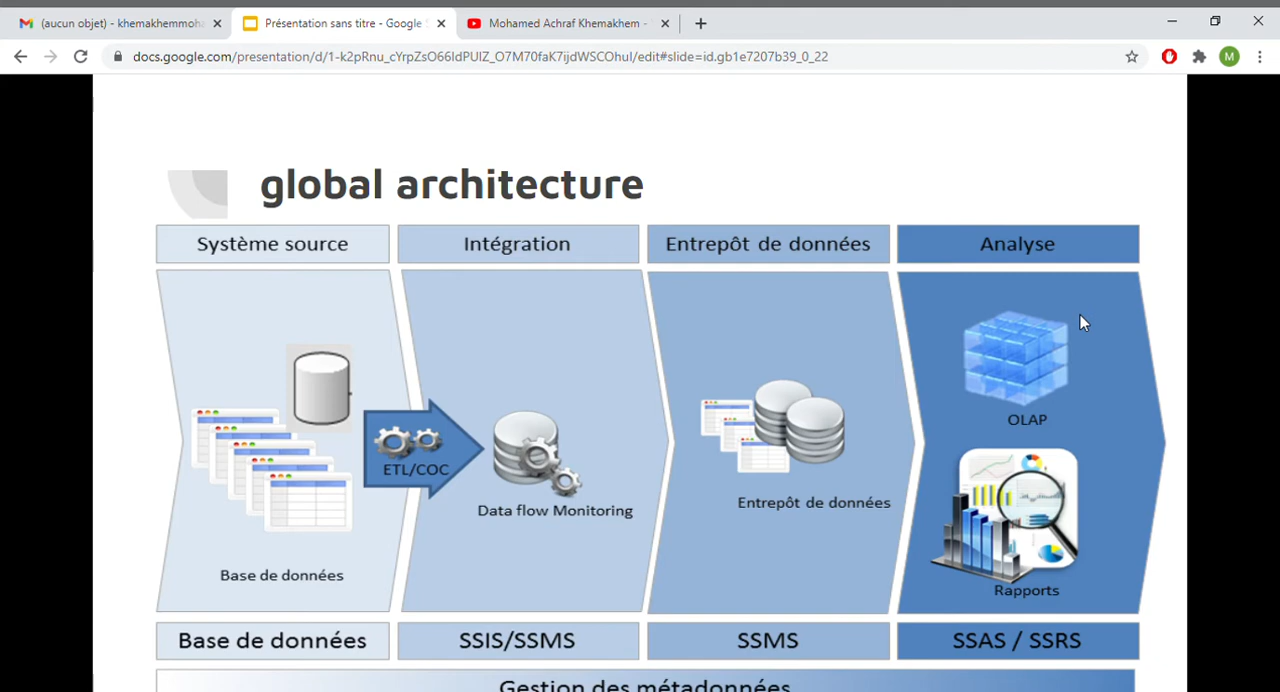 (aucun objet) - khemakhemmoha
Présentation sans titre - Google S
Mohamed Achraf Khemakhem -
docs.google.com/presentation/d/1-k2pRnu_cYrpZsO66IdPUIZ_O7M70faK7ijdWSCOhuI/edit#slide=id.gb1e7207b39_0_22
M
global architecture
Système source
Intégration
Entrepôt de données
Analyse
OLAP
ETL/COC
Data flow Monitoring
Entrepôt de données
Base de données
Rapports
Base de données
SSIS/SSMS
SSMS
SSAS / SSRS
Gestion des métadonnées